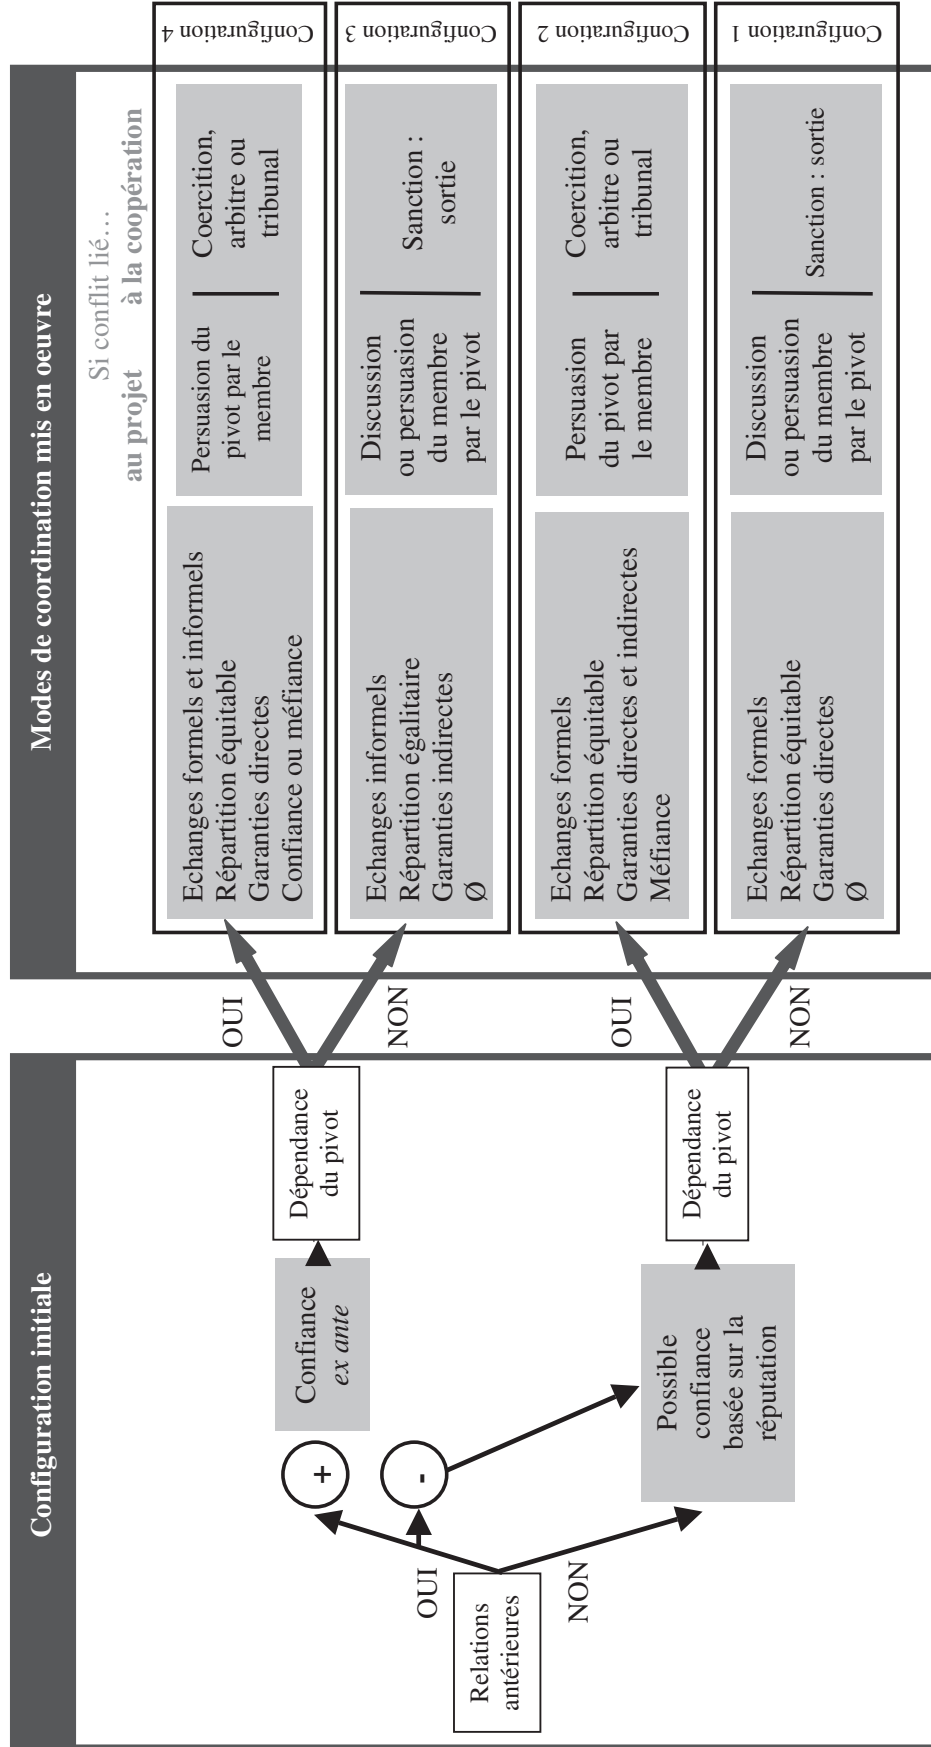 Configuration initiale
Relations
antérieures
OUI
NON
+
-
Confiance
ex ante
Possible
confiance
basée sur la
réputation
Dépendance
du pivot
Dépendance
du pivot
OUI
NON
OUI
NON
Modes de coordination mis en oeuvre
Si conflit lié…
au projet
à la coopération
Echanges formels et informels
Répartition équitable
Garanties directes
Confiance ou méfiance
Persuasion du
pivot par le
membre
Coercition,
arbitre ou
tribunal
Configuration 4
Echanges informels
Répartition égalitaire
Garanties indirectes
Ø
Discussion
ou persuasion
du membre
par le pivot
Sanction :
sortie
Configuration 3
Echanges formels
Répartition équitable
Garanties directes et indirectes
Méfiance
Persuasion
du pivot par
le membre
Coercition,
arbitre ou
tribunal
Configuration 2
Echanges formels
Répartition équitable
Garanties directes
Ø
Discussion
ou persuasion
du membre
par le pivot
Sanction : sortie
Configuration 1